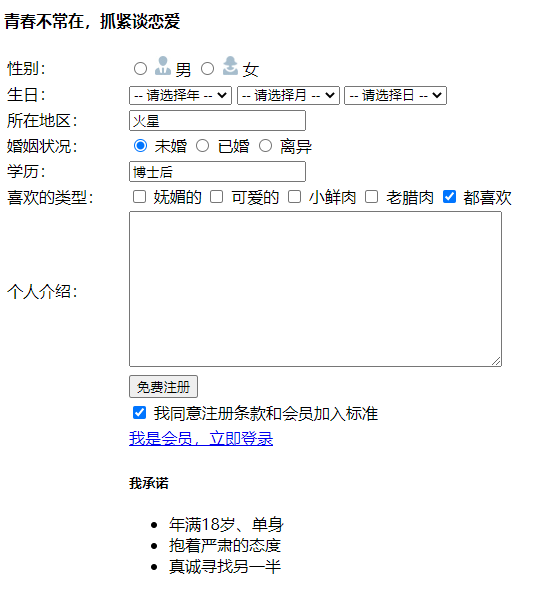 青春不常在，抓紧谈恋爱
性别： 男 女
生日： -- 请选择年 -- -- 请选择月 -- -- 请选择日 --
所在地区： 火星
婚姻状况： 未婚 已婚 离异
学历： 博士后
喜欢的类型： 妩媚的 可爱的 小鲜肉 老腊肉 都喜欢
个人介绍：
免费注册
我同意注册条款和会员加入标准
我是会员，立即登录
我承诺
年满18岁、单身
抱着严肃的态度
真诚寻找另一半